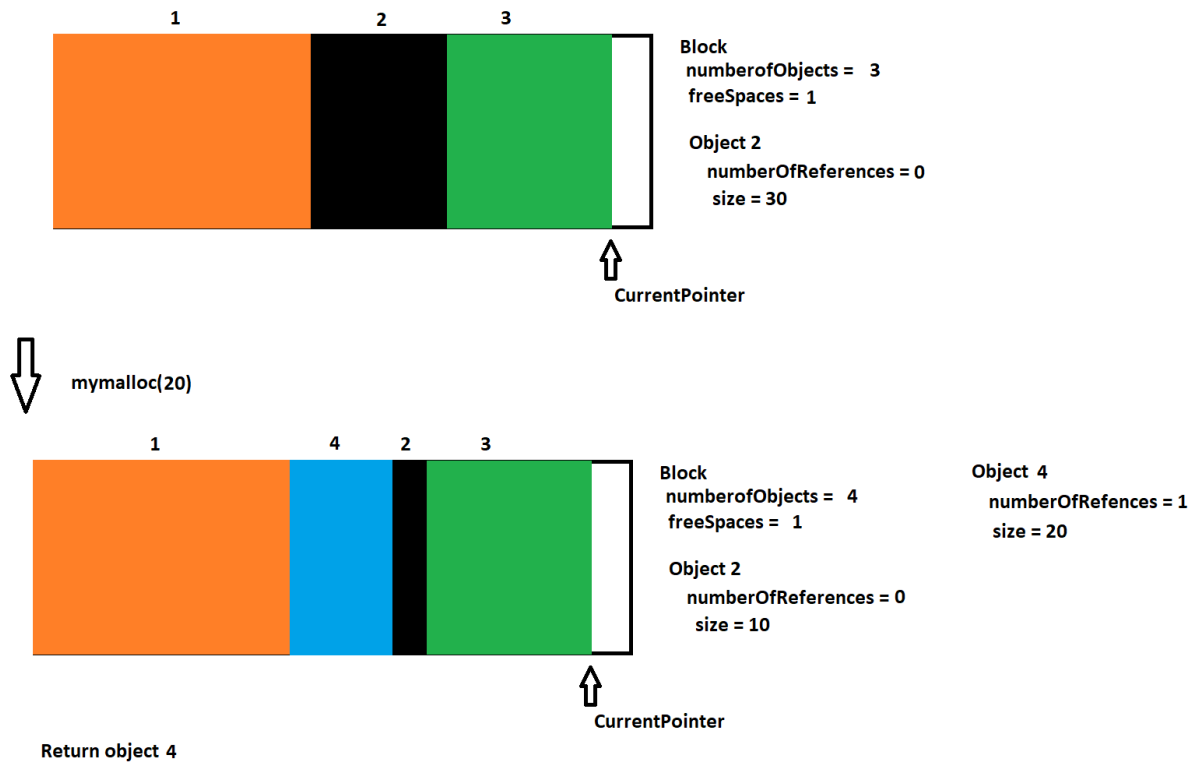 1 2 3
Block
numberofObjects = 3
freeSpaces = 1
Object 2
numberOfReferences = 0
size = 30
CurrentPointer
mymalloc(20)
1 4 2 3
Block
numberofObjects = 4
freeSpaces = 1
Object 2
numberOfReferences = 0
size = 10
Object 4
numberOfRefences = 1
size = 20
CurrentPointer
Return object 4